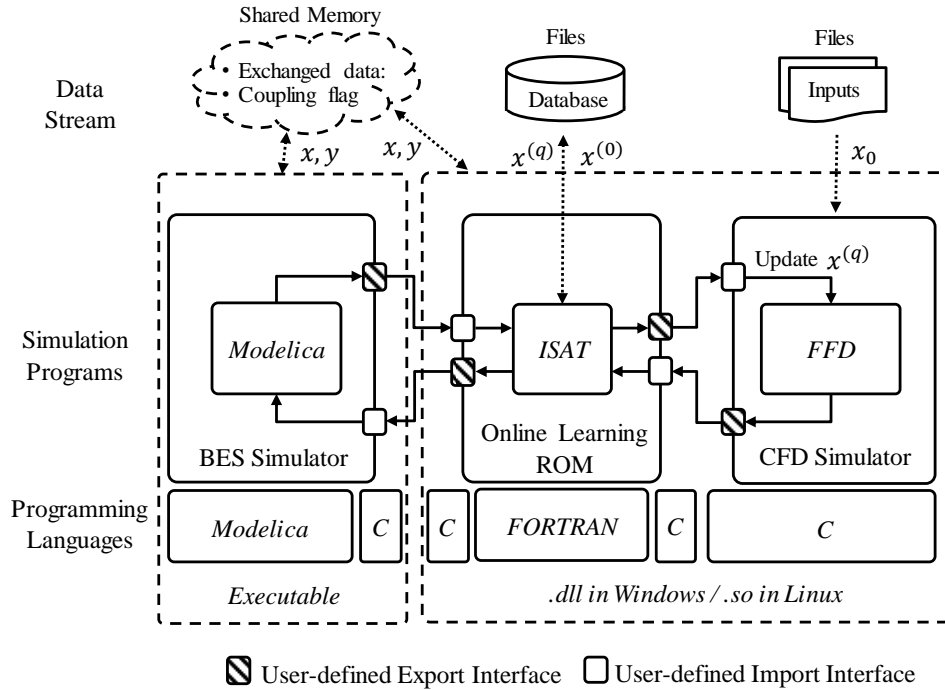 Shared Memory
• Exchanged data:
• Coupling flag
Files
Database
Files
Inputs
Data
Stream
x, y
x, y
x^(q)
x^(0)
x_0
Update x^(q)
Modelica
ISAT
FFD
Simulation
Programs
BES Simulator
Online Learning
ROM
CFD Simulator
Programming
Languages
Modelica
C
C
FORTRAN
C
C
Executable
.dll in Windows / .so in Linux
User-defined Export Interface
User-defined Import Interface